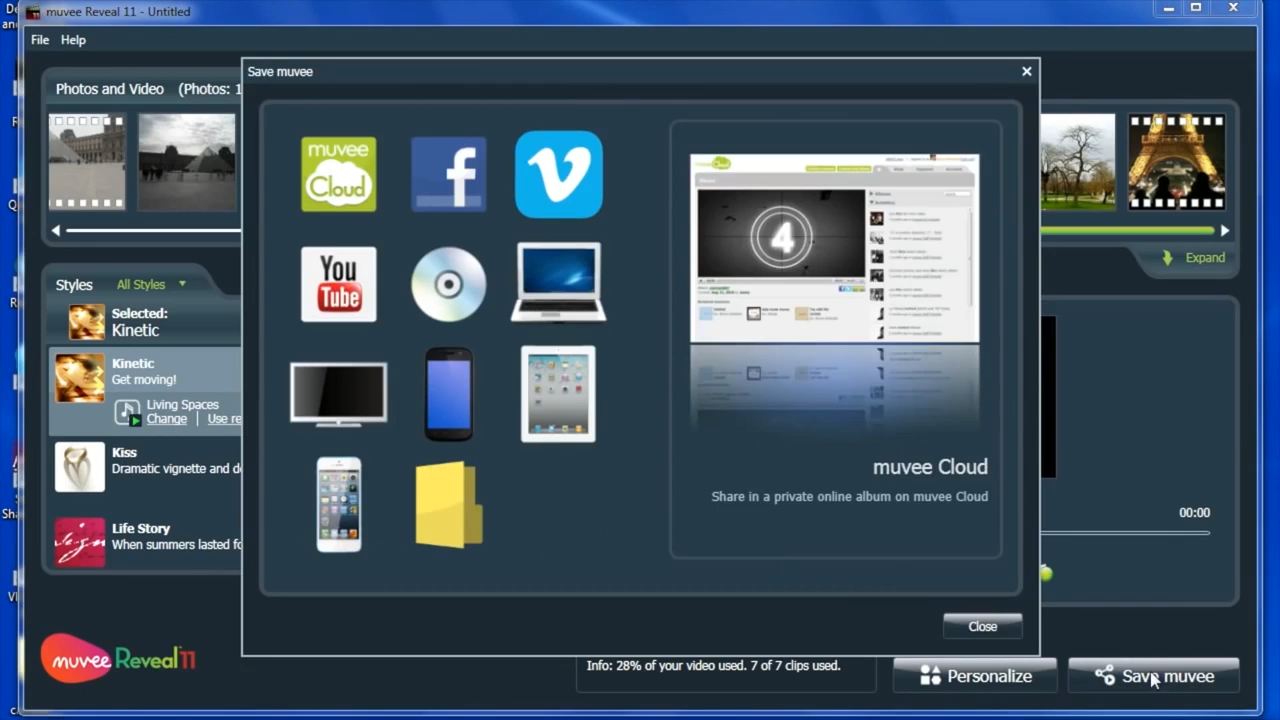 muvee Reveal 11 - Untitled
File Help
Save muvee
Photos and Video (Photos: 1
muvee
Cloud
f
v
You
Tube
4
Expand
Styles All Styles
Selected:
Kinetic
Kinetic
Get moving!
Living Spaces
Change | Use re
Kiss
Dramatic vignette and de
Life Story
When summers lasted fo
muvee Cloud
Share in a private online album on muvee Cloud
00:00
Close
muvee Reveal 11
Info: 28% of your video used. 7 of 7 clips used.
Personalize
Save muvee